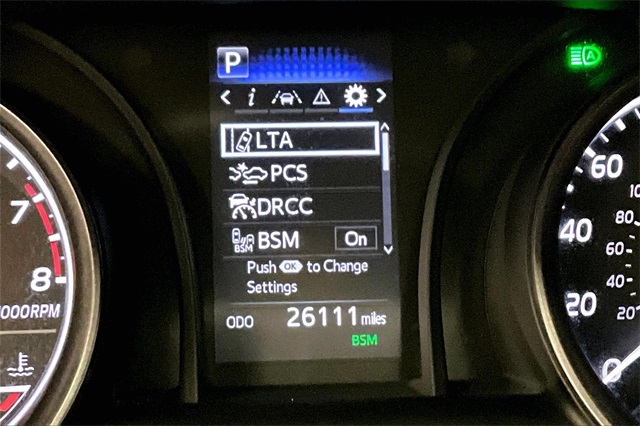 P
i
LTA
PCS
DRCC
BSM BSM On
Push OK to Change
Settings
ODO 26111 miles
BSM
7
8
1000RPM
A
60
40
20
0
80
60
40
20